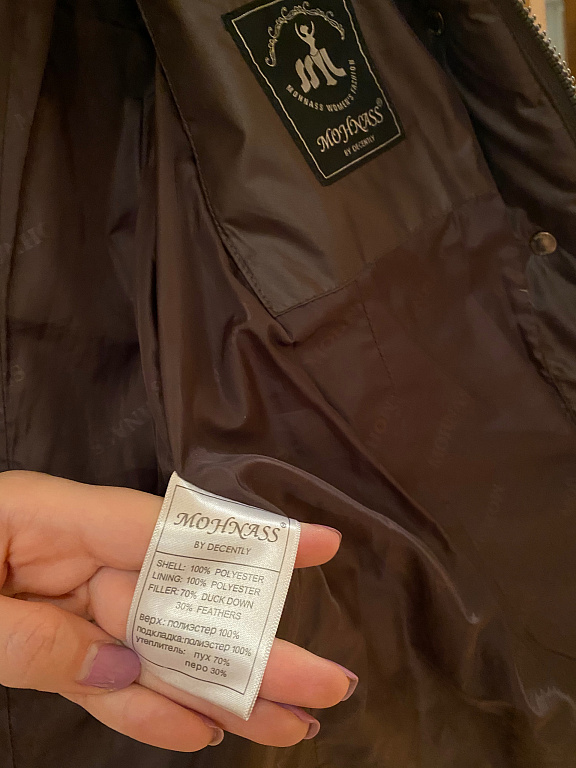 MOHNASS WOMEN'S FASHION
MOHNASS®
BY DECENTLY
MOHNASS®
BY DECENTLY
SHELL: 100% POLYESTER
LINING: 100% POLYESTER
FILLER: 70% DUCK DOWN
30% FEATHERS
верх: полиэстер 100%
подкладка:полиэстер 100%
утеплитель: пух 70%
перо 30%